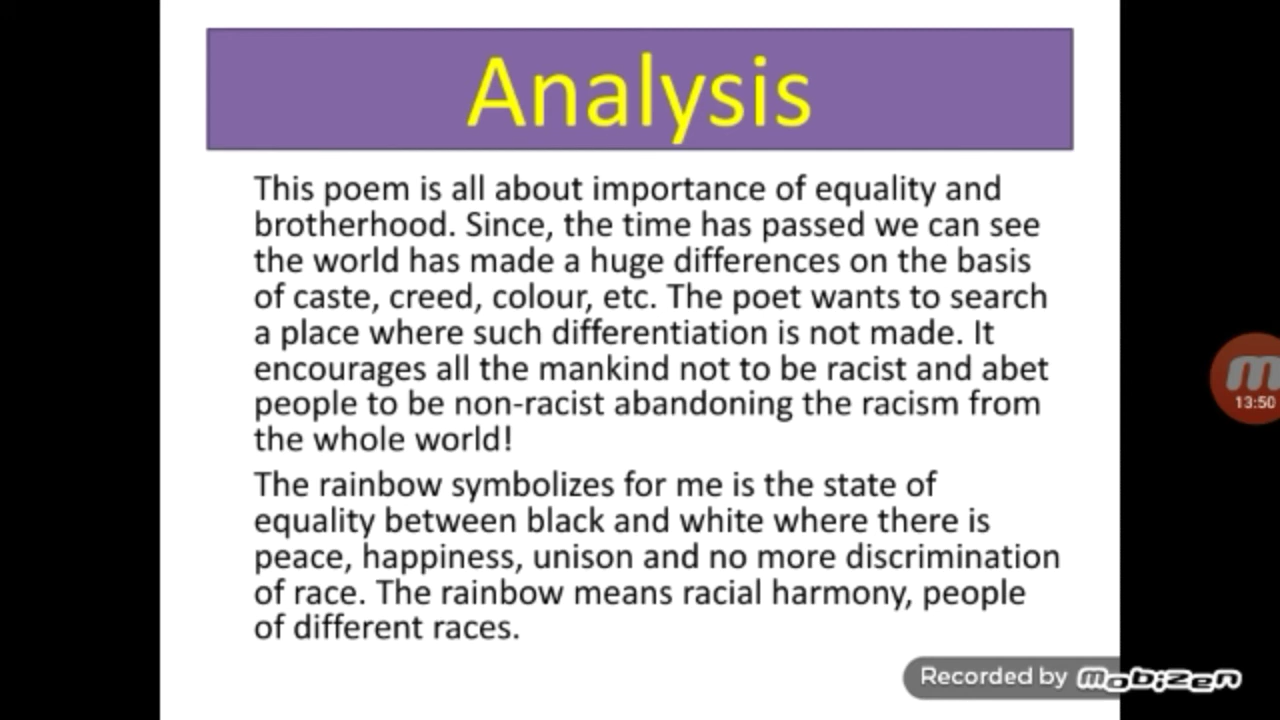 Analysis
This poem is all about importance of equality and
brotherhood. Since, the time has passed we can see
the world has made a huge differences on the basis
of caste, creed, colour, etc. The poet wants to search
a place where such differentiation is not made. It
encourages all the mankind not to be racist and abet
people to be non-racist abandoning the racism from
the whole world!
The rainbow symbolizes for me is the state of
equality between black and white where there is
peace, happiness, unison and no more discrimination
of race. The rainbow means racial harmony, people
of different races.
13:50
Recorded by mobizen